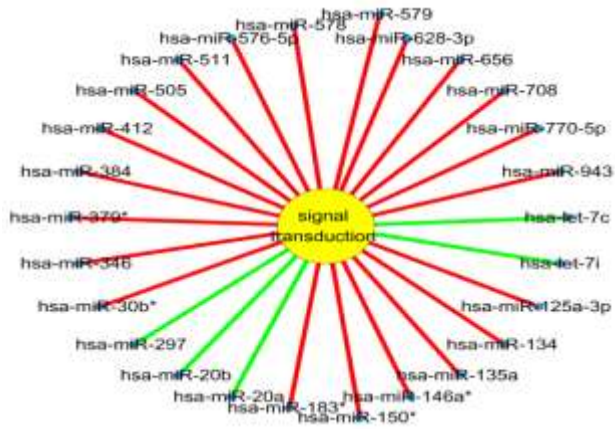 hsa-miR-579
hsa-miR-578
hsa-miR-576-5p
hsa-miR-628-3p
hsa-miR-511
hsa-miR-656
hsa-miR-505
hsa-miR-708
hsa-miR-412
hsa-miR-770-5p
hsa-miR-384
hsa-miR-943
hsa-miR-379*
signal
transduction
hsa-let-7c
hsa-miR-346
hsa-let-7i
hsa-miR-30b*
hsa-miR-125a-3p
hsa-miR-297
hsa-miR-134
hsa-miR-20b
hsa-miR-135a
hsa-miR-20a
hsa-miR-146a*
hsa-miR-183*
hsa-miR-150*